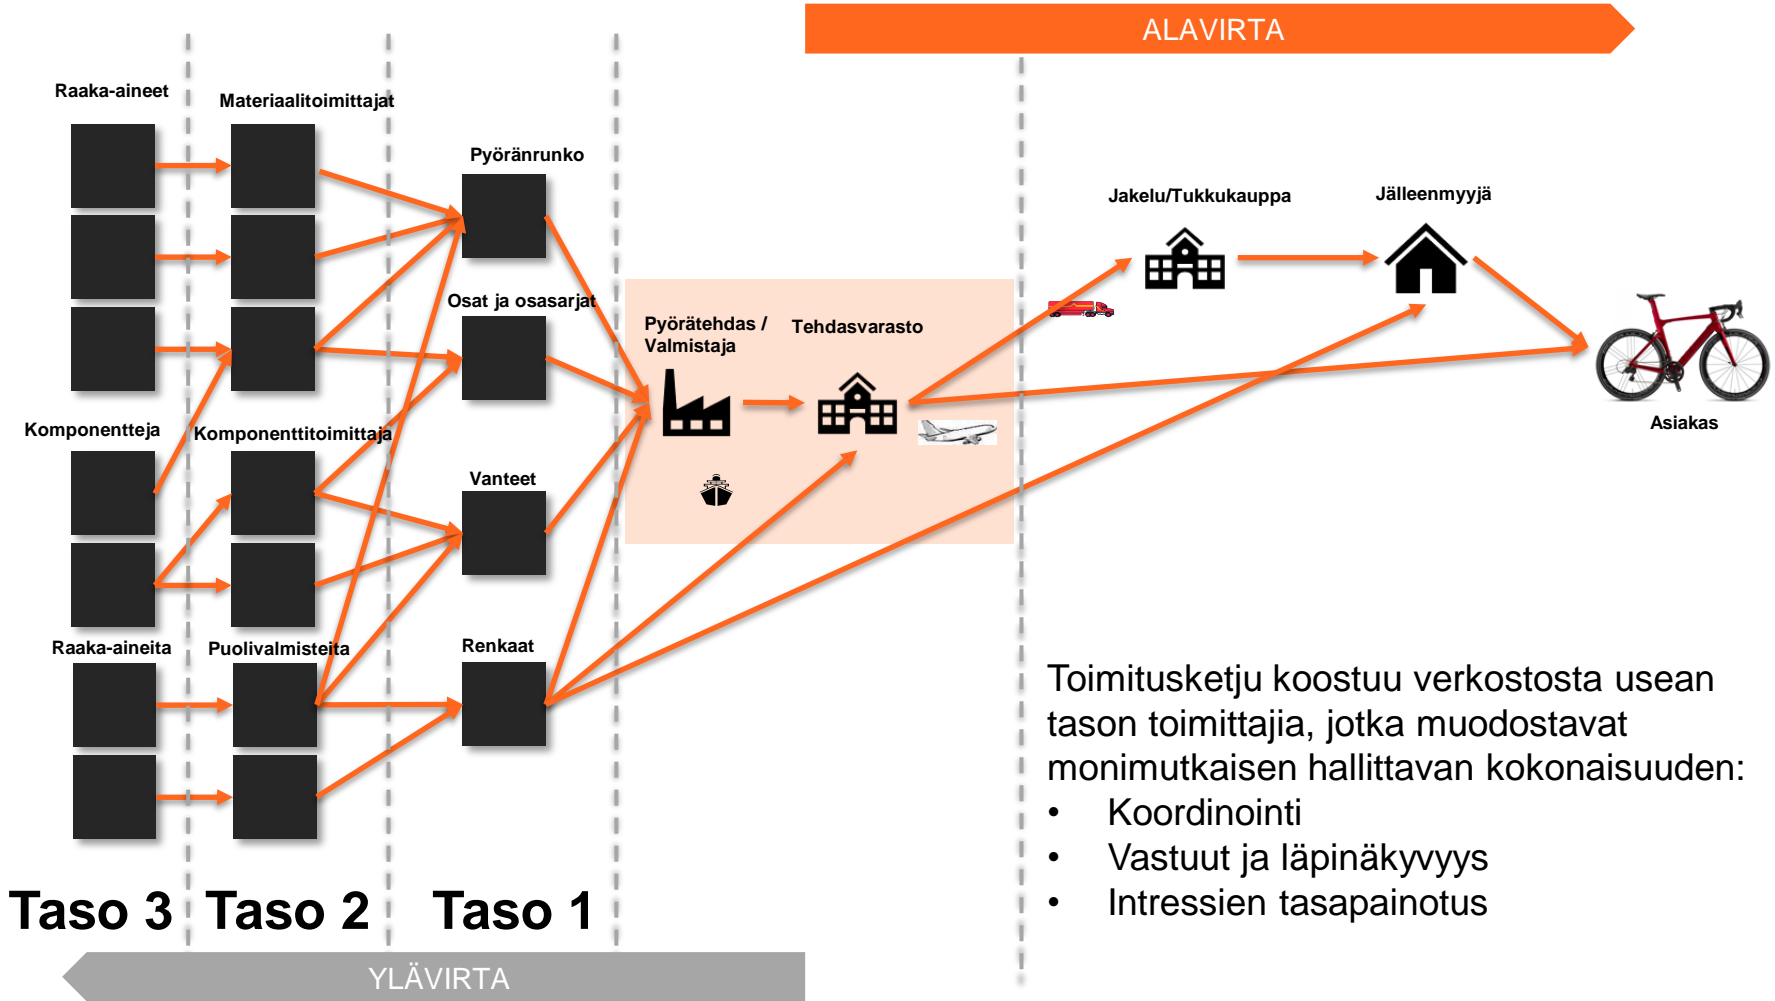 ALAVIRTA
Raaka-aineet
Materiaalitoimittajat
Pyöränrunko
Jakelu/Tukkukauppa
Jälleenmyyjä
Osat ja osasarjat
Pyörätehdas /
Valmistaja
Tehdasvarasto
Asiakas
Komponentteja
Komponenttitoimittaja
Vanteet
Raaka-aineita
Puolivalmisteita
Renkaat
Toimitusketju koostuu verkostosta usean
tason toimittajia, jotka muodostavat
monimutkaisen hallittavan kokonaisuuden:
• Koordinointi
• Vastuut ja läpinäkyvyys
• Intressien tasapainotus
Taso 3
Taso 2
Taso 1
YLÄVIRTA